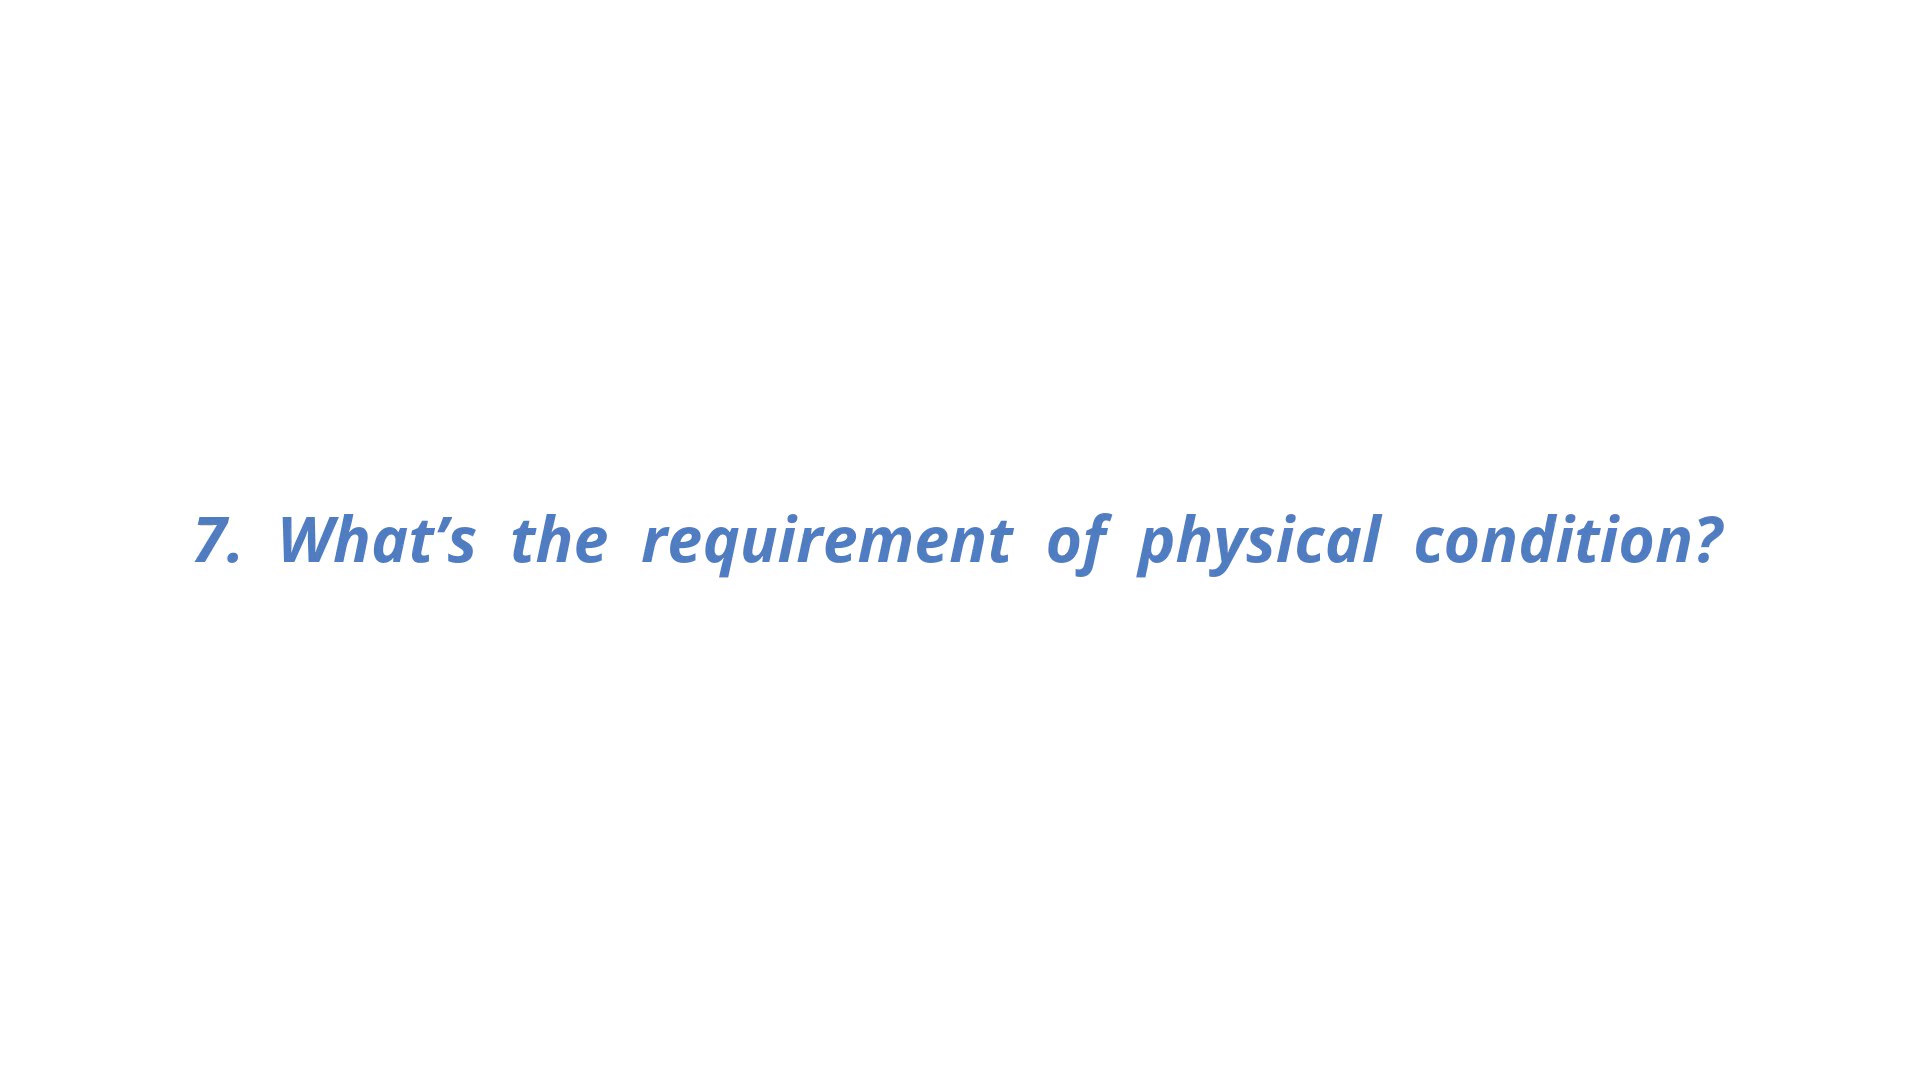 7. What’s the requirement of physical condition?